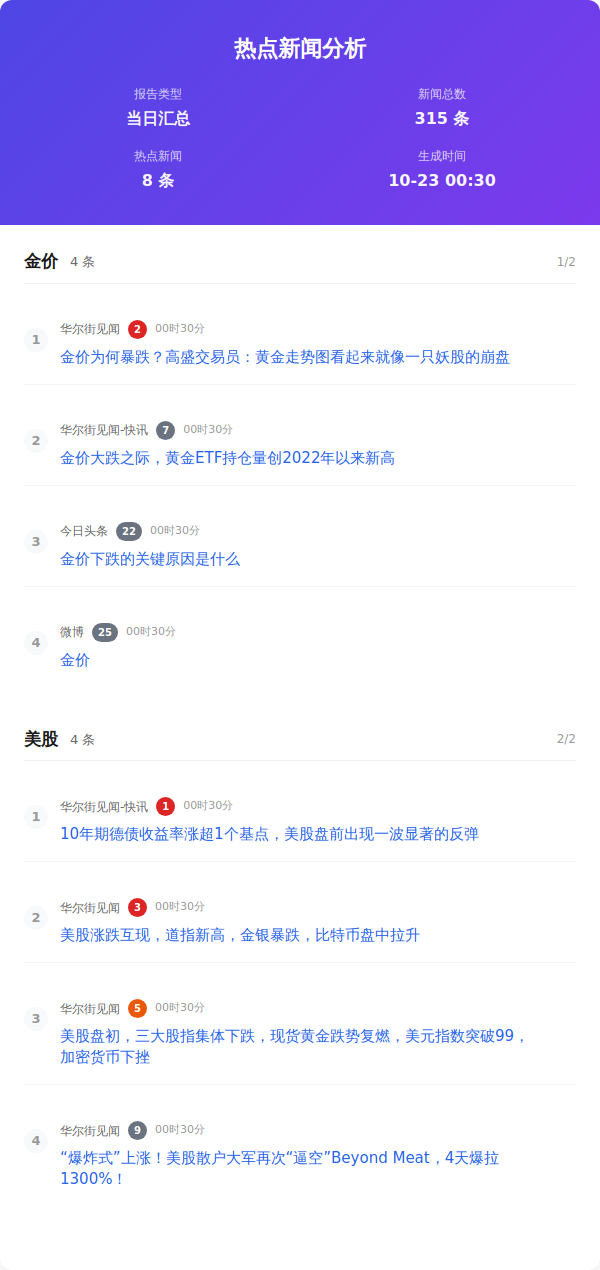 热点新闻分析
报告类型
当日汇总
新闻总数
315 条
热点新闻
8 条
生成时间
10-23 00:30
金价 4 条 1/2
1
华尔街见闻 2 00时30分
金价为何暴跌？高盛交易员：黄金走势图看起来就像一只妖股的崩盘
2
华尔街见闻-快讯 7 00时30分
金价大跌之际，黄金ETF持仓量创2022年以来新高
3
今日头条 22 00时30分
金价下跌的关键原因是什么
4
微博 25 00时30分
金价
美股 4 条 2/2
1
华尔街见闻-快讯 1 00时30分
10年期德债收益率涨超1个基点，美股盘前出现一波显著的反弹
2
华尔街见闻 3 00时30分
美股涨跌互现，道指新高，金银暴跌，比特币盘中拉升
3
华尔街见闻 5 00时30分
美股盘初，三大股指集体下跌，现货黄金跌势复燃，美元指数突破99，
加密货币下挫
4
华尔街见闻 9 00时30分
“爆炸式”上涨！美股散户大军再次“逼空”Beyond Meat，4天爆拉
1300%！